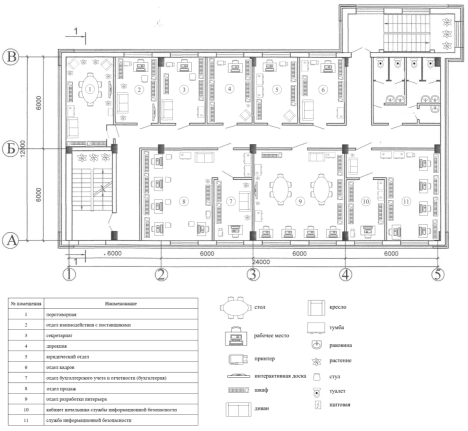 1
В
Б
А
6000
6000
12000
1
2
3
4
5
6
7
8
9
10
11
1
6000
6000
6000
6000
24000
1
2
3
4
5
№ помещения Наименование
1 переговорная
2 отдел взаимодействия с поставщиками
3 секретариат
4 дирекция
5 юридический отдел
6 отдел кадров
7 отдел бухгалтерского учета и отчетности (бухгалтерия)
8 отдел продаж
9 отдел разработки интерьера
10 кабинет начальника службы информационной безопасности
11 служба информационной безопасности
стол
рабочее место
принтер
интерактивная доска
шкаф
диван
кресло
тумба
раковина
растение
стул
туалет
шатовая